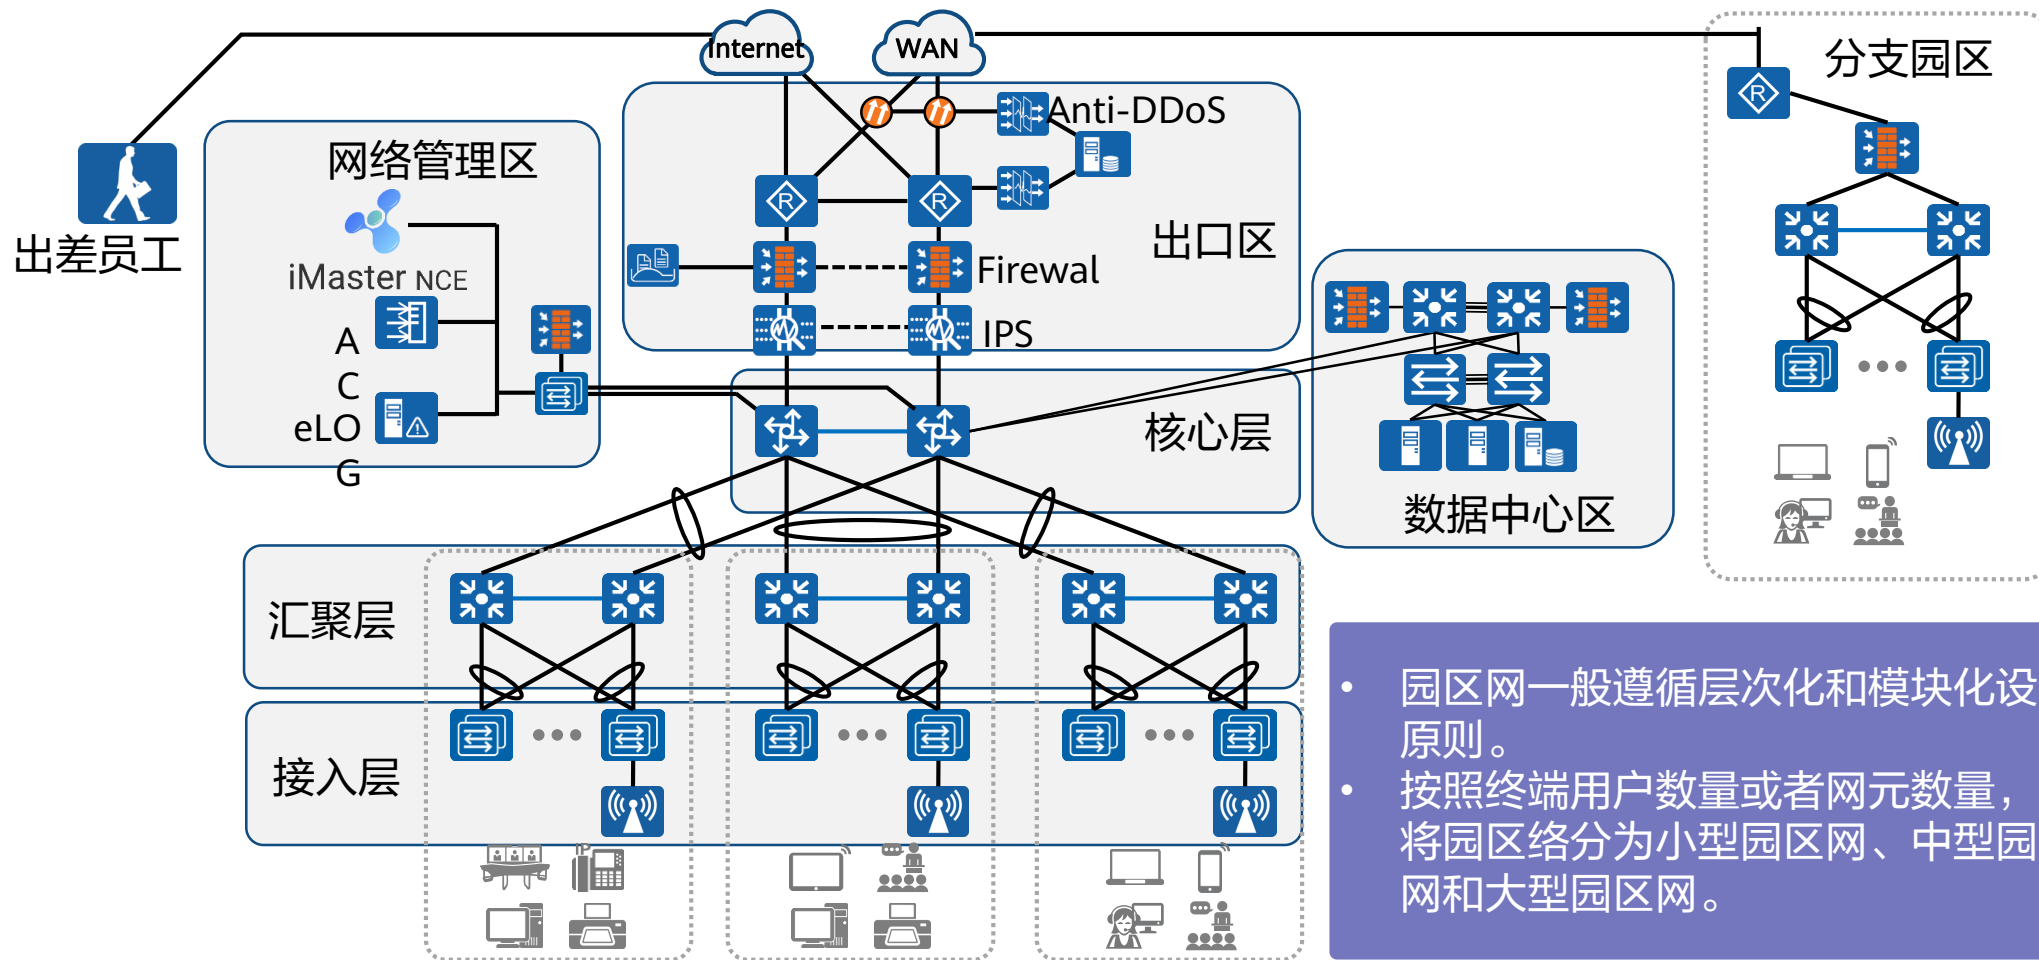 Internet
WAN
分支园区
Anti-DDoS
网络管理区
出差员工
出口区
iMaster NCE
Firewal
IPS
A
C
eLO
G
核心层
数据中心区
汇聚层
接入层
IP
• 园区网一般遵循层次化和模块化设
原则。
• 按照终端用户数量或者网元数量，
将园区络分为小型园区网、中型园
网和大型园区网。
R
R
R